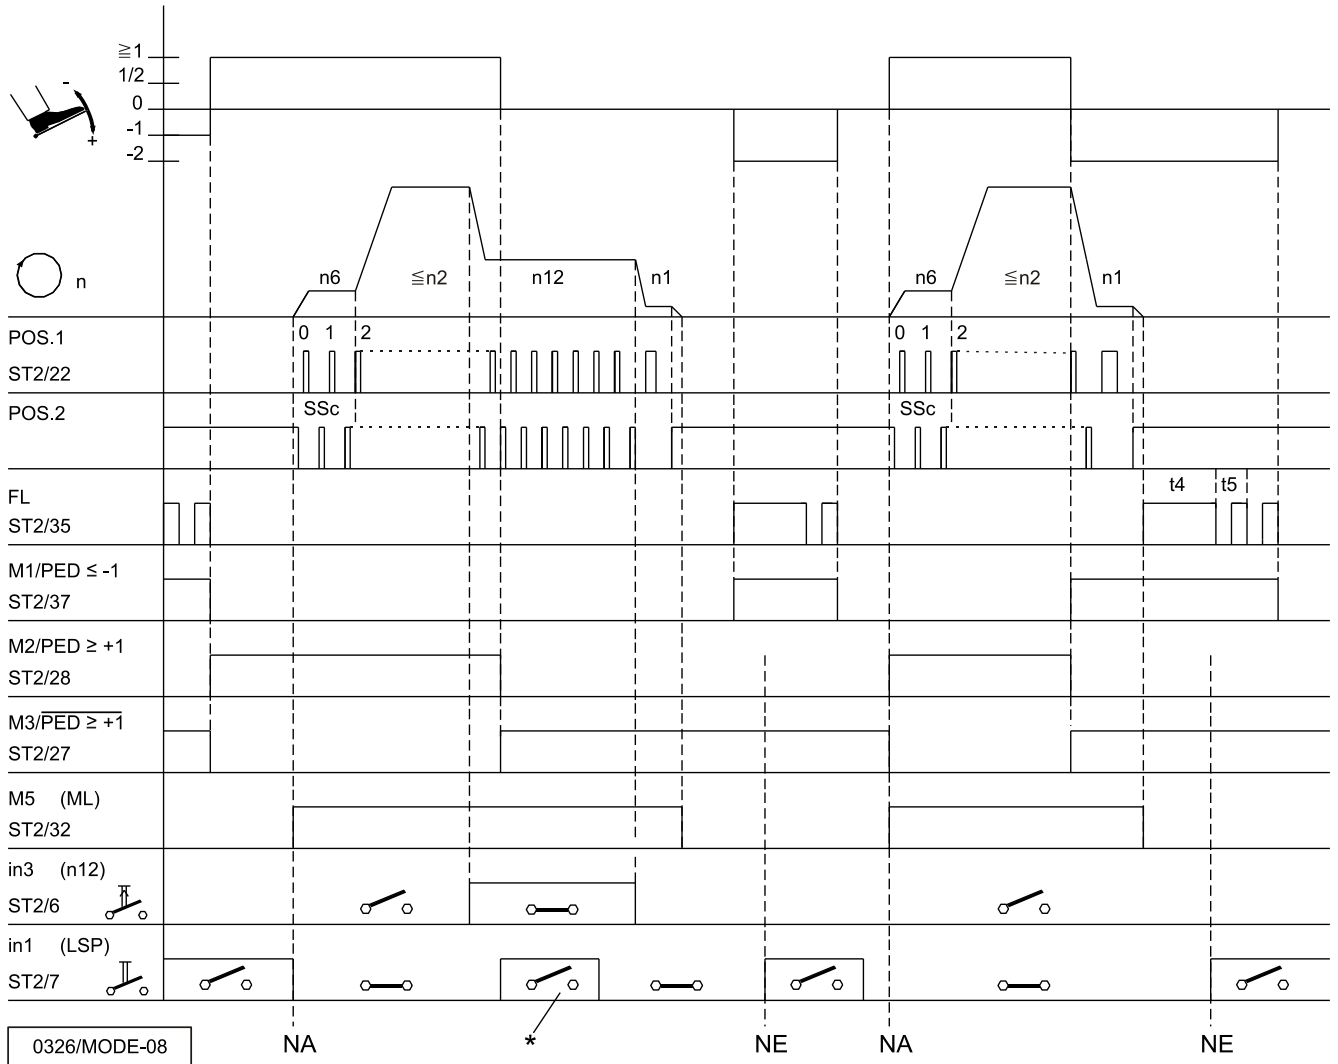 ≧1
1/2
0
-1
-2
-
+
n
n6
≦n2
n12
n1
n6
≦n2
n1
POS.1
0 1 2
0 1 2
ST2/22
POS.2
SSc
SSc
FL
t4 t5
ST2/35
M1/PED ≤ -1
ST2/37
M2/PED ≥ +1
ST2/28
M3/PED ≥ +1
ST2/27
M5 (ML)
ST2/32
in3 (n12)
ST2/6
in1 (LSP)
ST2/7
0326/MODE-08
NA
*
NE
NA
NE